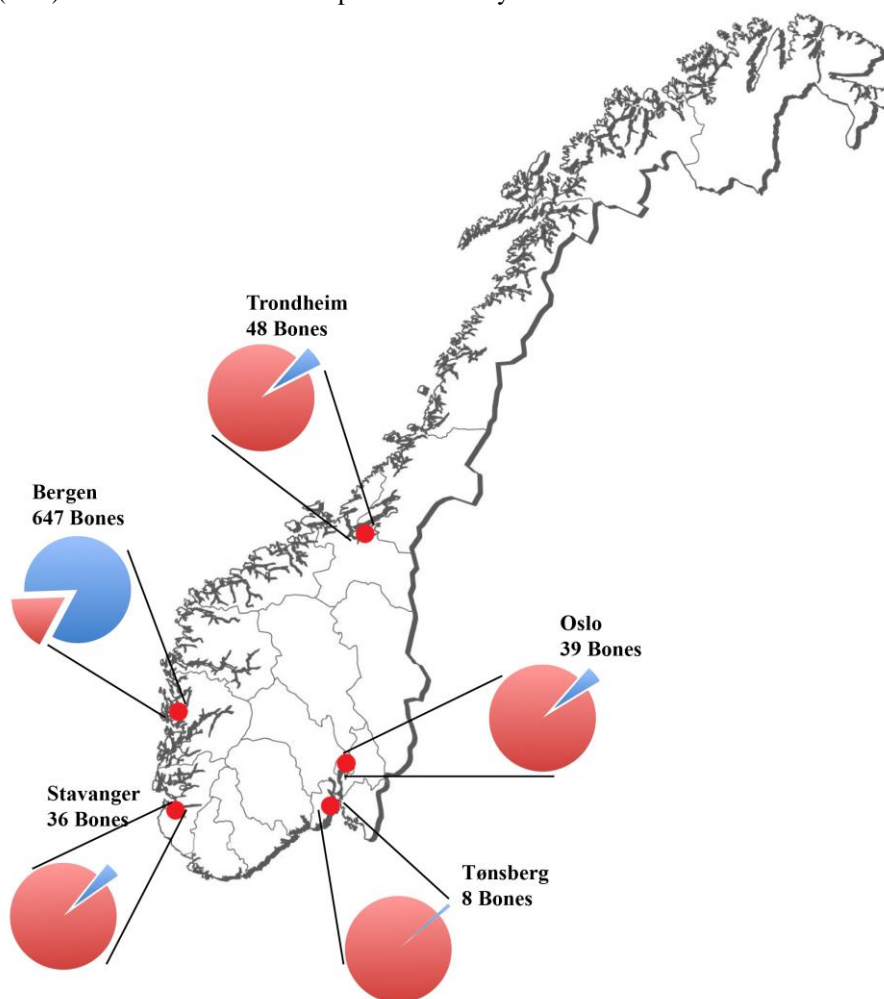 Trondheim
48 Bones
Bergen
647 Bones
Oslo
39 Bones
Stavanger
36 Bones
Tønsberg
8 Bones